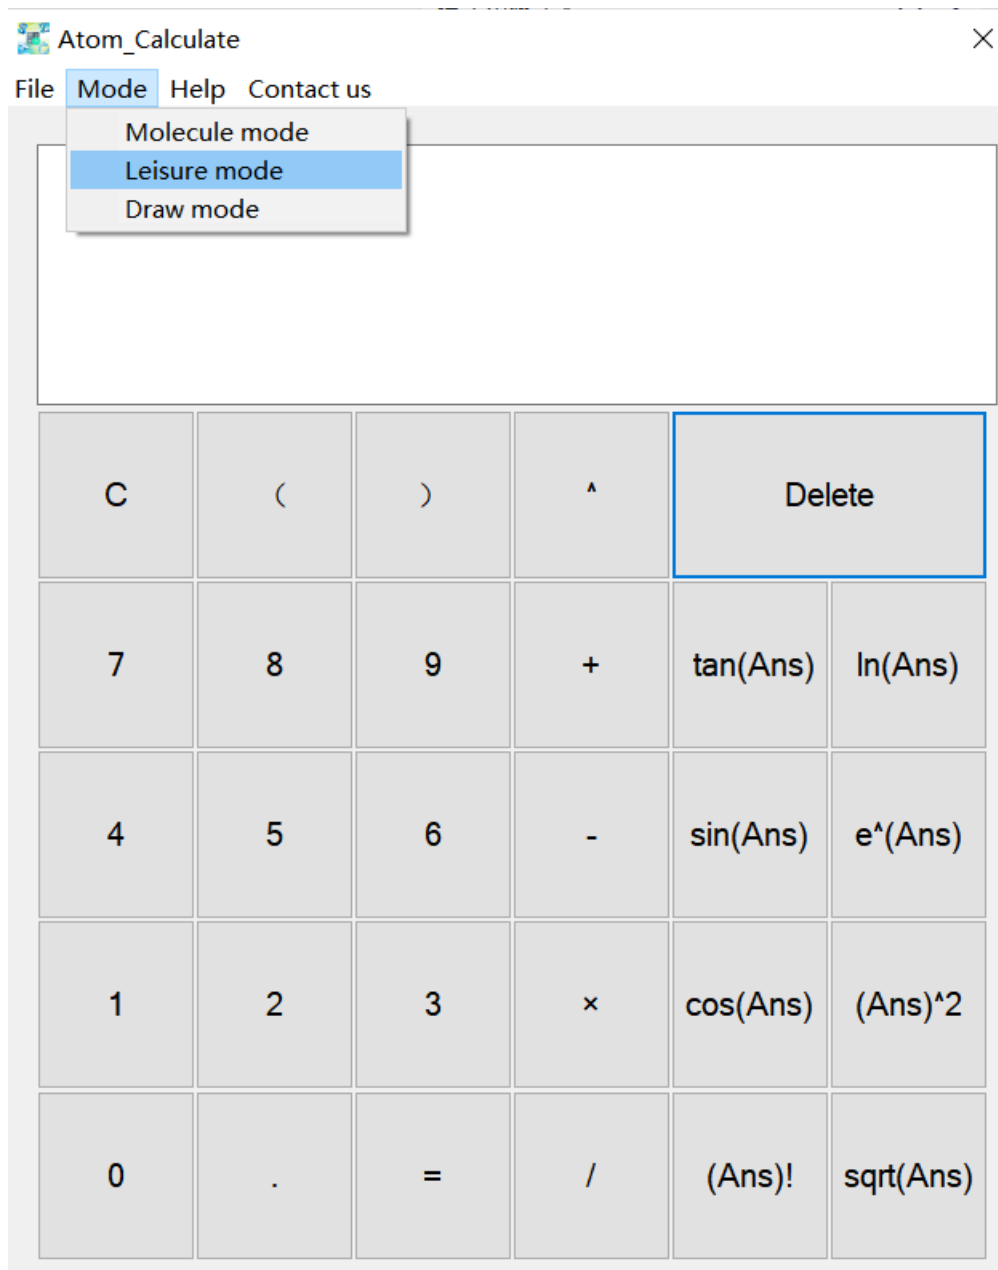 Atom_Calculate
File Mode Help Contact us
Molecule mode
Leisure mode
Draw mode
C （ ） ^ Delete
7 8 9 + tan(Ans) ln(Ans)
4 5 6 - sin(Ans) e^(Ans)
1 2 3 × cos(Ans) (Ans)^2
0 . = / (Ans)! sqrt(Ans)